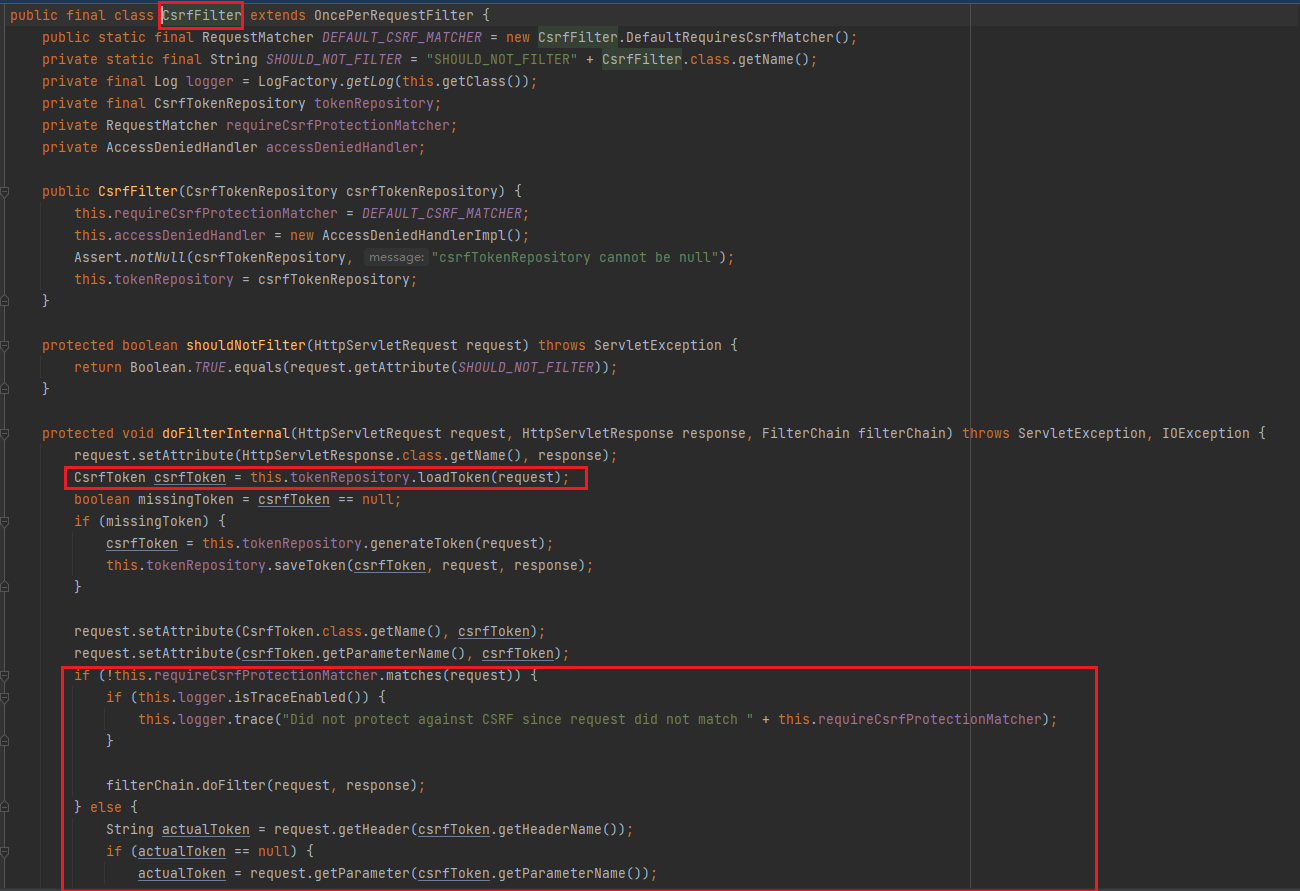 public final class CsrfFilter extends OncePerRequestFilter {
    public static final RequestMatcher DEFAULT_CSRF_MATCHER = new CsrfFilter.DefaultRequiresCsrfMatcher();
    private static final String SHOULD_NOT_FILTER = "SHOULD_NOT_FILTER" + CsrfFilter.class.getName();
    private final Log logger = LogFactory.getLog(this.getClass());
    private final CsrfTokenRepository tokenRepository;
    private RequestMatcher requireCsrfProtectionMatcher;
    private AccessDeniedHandler accessDeniedHandler;
    public CsrfFilter(CsrfTokenRepository csrfTokenRepository) {
        this.requireCsrfProtectionMatcher = DEFAULT_CSRF_MATCHER;
        this.accessDeniedHandler = new AccessDeniedHandlerImpl();
        Assert.notNull(csrfTokenRepository, message: "csrfTokenRepository cannot be null");
        this.tokenRepository = csrfTokenRepository;
    }
    protected boolean shouldNotFilter(HttpServletRequest request) throws ServletException {
        return Boolean.TRUE.equals(request.getAttribute(SHOULD_NOT_FILTER));
    }
    protected void doFilterInternal(HttpServletRequest request, HttpServletResponse response, FilterChain filterChain) throws ServletException, IOException {
        request.setAttribute(HttpServletResponse.class.getName(), response);
        CsrfToken csrfToken = this.tokenRepository.loadToken(request);
        boolean missingToken = csrfToken == null;
        if (missingToken) {
            csrfToken = this.tokenRepository.generateToken(request);
            this.tokenRepository.saveToken(csrfToken, request, response);
        }
        request.setAttribute(CsrfToken.class.getName(), csrfToken);
        request.setAttribute(csrfToken.getParameterName(), csrfToken);
        if (!this.requireCsrfProtectionMatcher.matches(request)) {
            if (this.logger.isTraceEnabled()) {
                this.logger.trace("Did not protect against CSRF since request did not match " + this.requireCsrfProtectionMatcher);
            }
            filterChain.doFilter(request, response);
        } else {
            String actualToken = request.getHeader(csrfToken.getHeaderName());
            if (actualToken == null) {
                actualToken = request.getParameter(csrfToken.getParameterName());